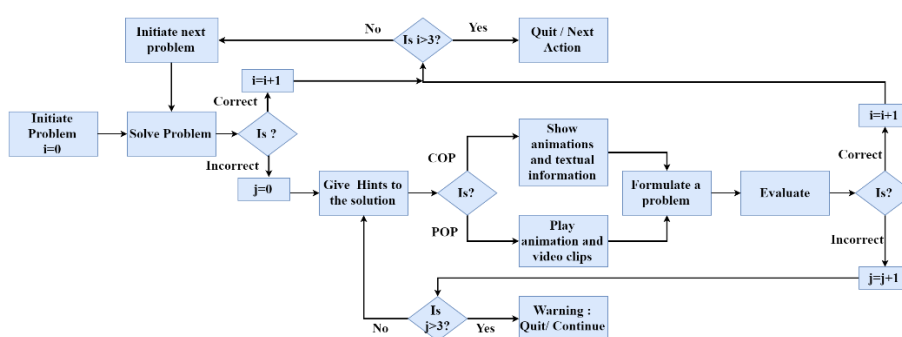 Initiate next
problem
No
Is i>3?
Yes
Quit / Next
Action
i=i+1
Correct
Initiate
Problem
i=0
Solve Problem
Is ?
Incorrect
j=0
Give Hints to
the solution
Is?
COP
POP
Show
animations
and textual
information
Play
animation and
video clips
Formulate a
problem
Evaluate
i=i+1
Correct
Is?
Incorrect
j=j+1
Is
j>3?
No
Yes
Warning :
Quit/ Continue